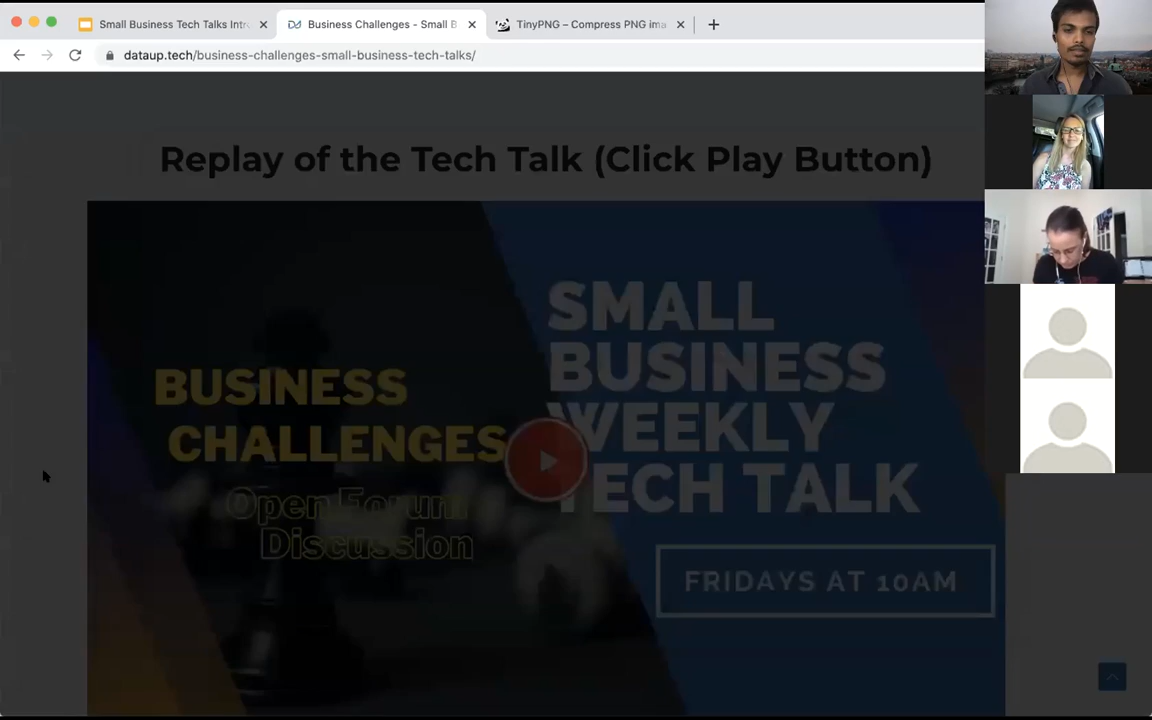 Small Business Tech Talks Intro
Business Challenges - Small B
TinyPNG – Compress PNG ima
dataup.tech/business-challenges-small-business-tech-talks/
Replay of the Tech Talk (Click Play Button)
BUSINESS
CHALLENGES
Open Forum
Discussion
SMALL
BUSINESS
WEEKLY
TECH TALK
FRIDAYS AT 10AM